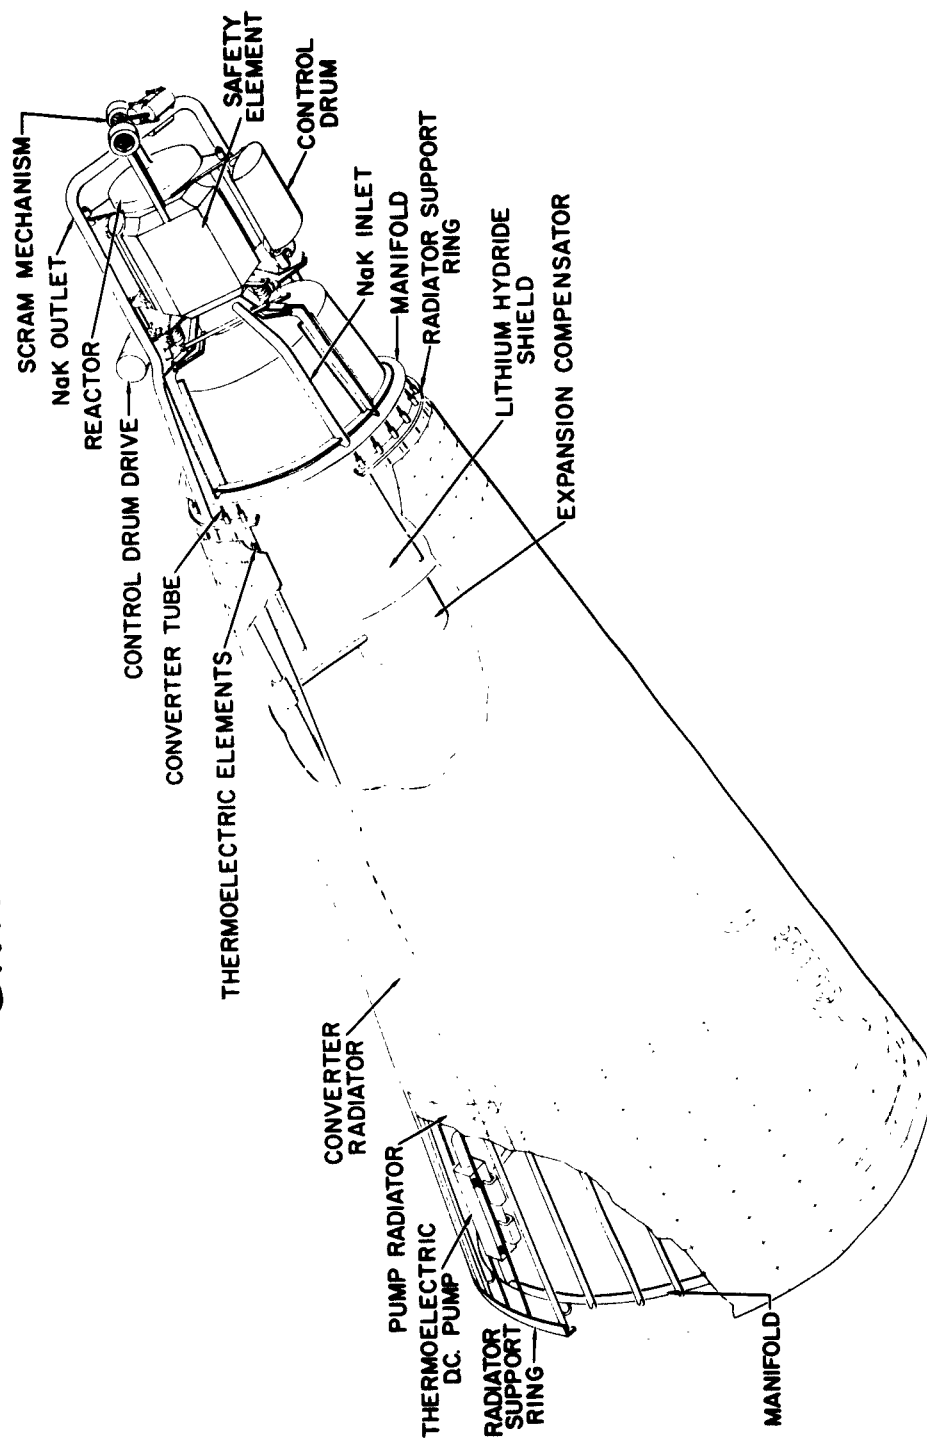 SCRAM MECHANISM
NaK OUTLET
REACTOR
CONTROL DRUM DRIVE
CONVERTER TUBE
THERMOELECTRIC ELEMENTS
CONVERTER
RADIATOR
PUMP RADIATOR
THERMOELECTRIC
D.C. PUMP
RADIATOR
SUPPORT
RING
MANIFOLD
SAFETY
ELEMENT
CONTROL
DRUM
NaK INLET
MANIFOLD
RADIATOR SUPPORT
RING
LITHIUM HYDRIDE
SHIELD
EXPANSION COMPENSATOR